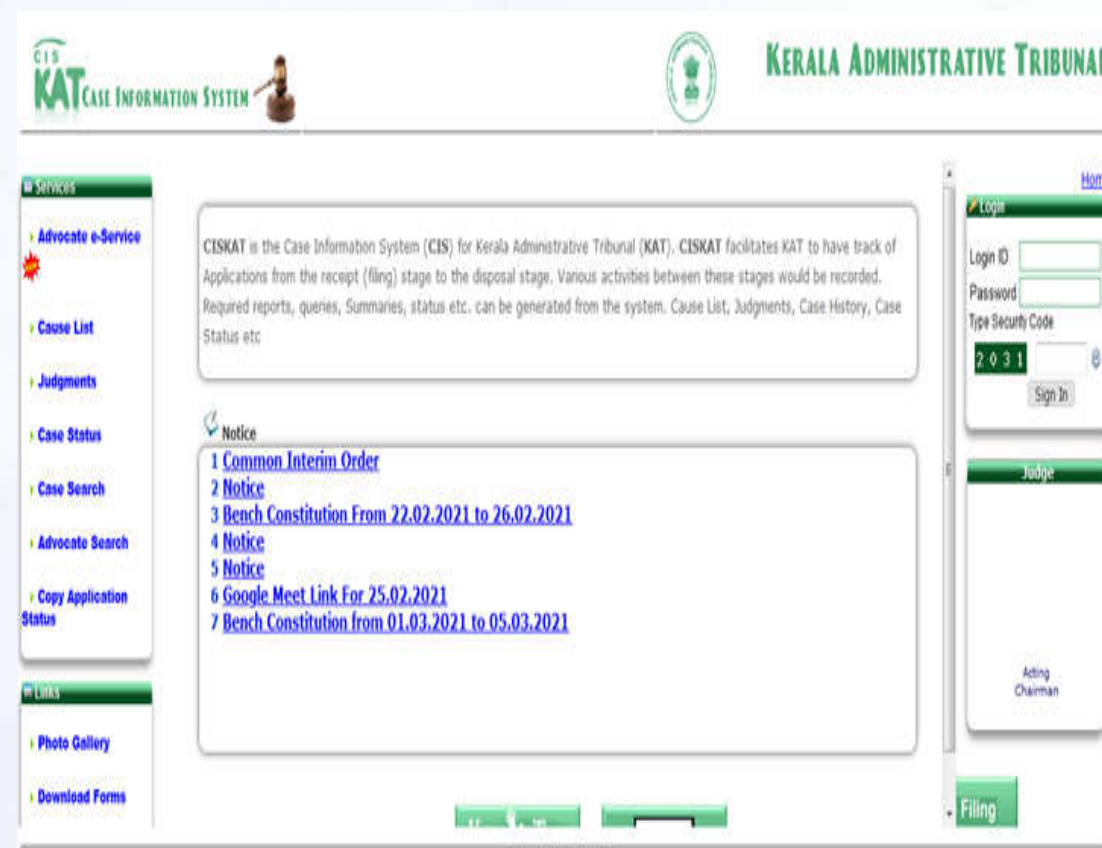 CIS
KAT CASE INFORMATION SYSTEM
KERALA ADMINISTRATIVE TRIBUNAL
Services
Advocate e-Service
Cause List
Judgments
Case Status
Case Search
Advocate Search
Copy Application
Status
Links
Photo Gallery
Download Forms
CISKAT is the Case Information System (CIS) for Kerala Administrative Tribunal (KAT). CISKAT facilitates KAT to have track of
Applications from the receipt (filing) stage to the disposal stage. Various activities between these stages would be recorded.
Required reports, queries, Summaries, status etc. can be generated from the system. Cause List, Judgments, Case History, Case
Status etc
Notice
1 Common Interim Order
2 Notice
3 Bench Constitution From 22.02.2021 to 26.02.2021
4 Notice
5 Notice
6 Google Meet Link For 25.02.2021
7 Bench Constitution from 01.03.2021 to 05.03.2021
Hom
Login
Login ID
Password
Type Security Code
2 0 3 1
Sign In
Judge
Acting
Chairman
Filing